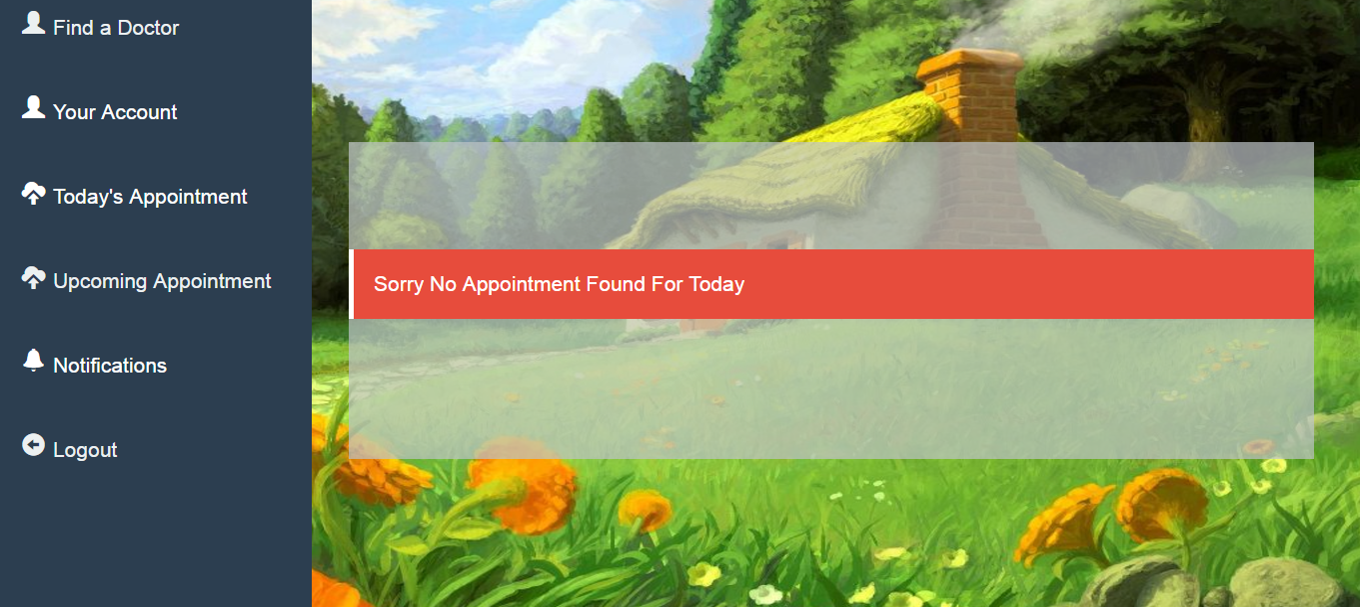 Find a Doctor
Your Account
Today's Appointment
Upcoming Appointment
Notifications
Logout
Sorry No Appointment Found For Today